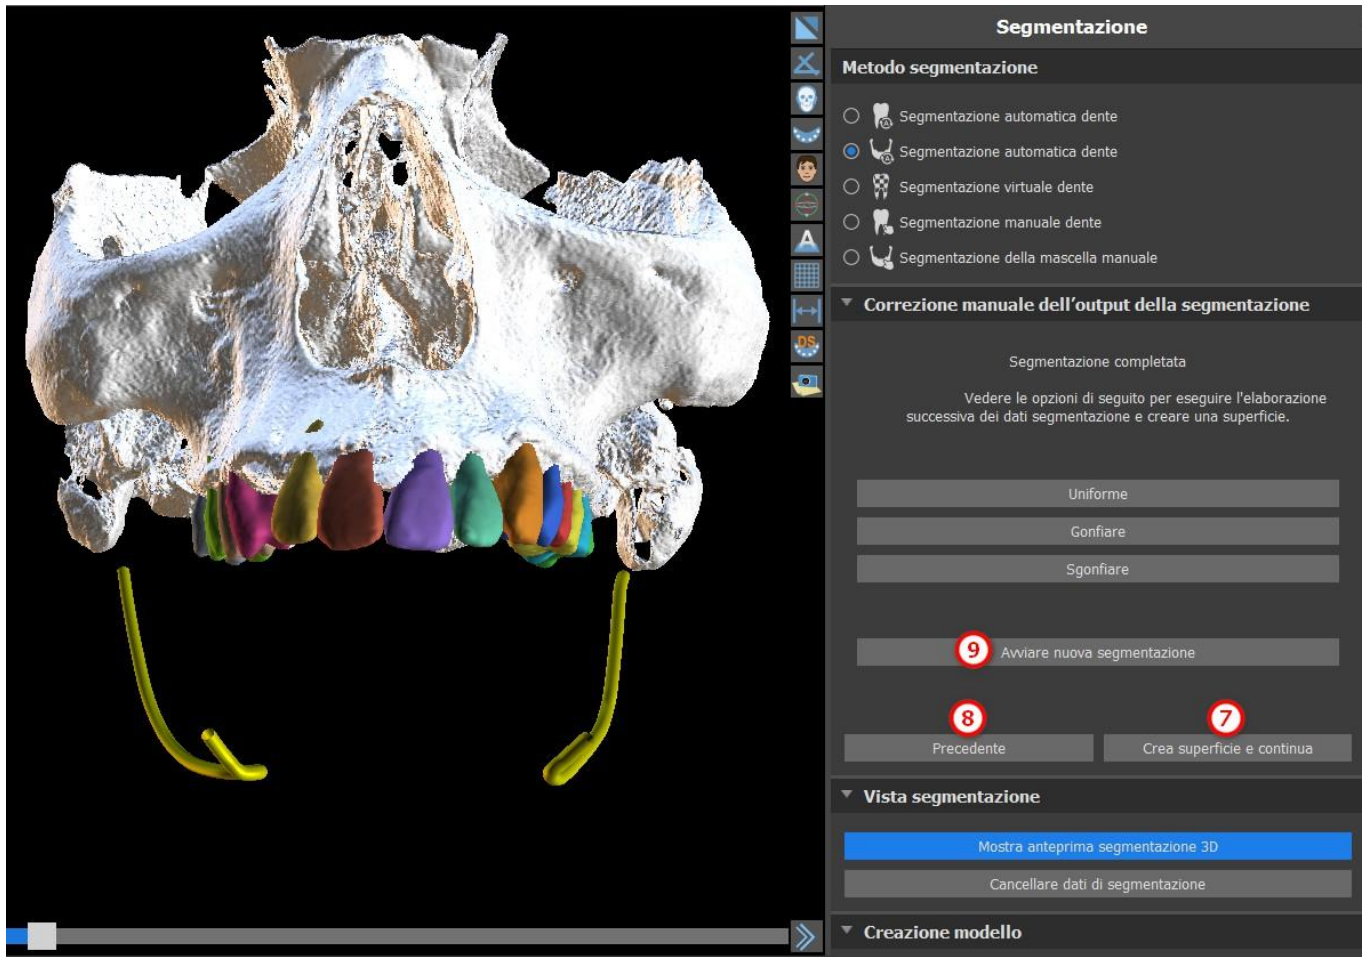 Segmentazione
Metodo segmentazione
Segmentazione automatica dente
Segmentazione automatica dente
Segmentazione virtuale dente
Segmentazione manuale dente
Segmentazione della mascella manuale
Correzione manuale dell'output della segmentazione
Segmentazione completata
Vedere le opzioni di seguito per eseguire l'elaborazione
successiva dei dati segmentazione e creare una superficie.
Uniforme
Gonfiare
Sgonfiare
9 Avviare nuova segmentazione
8 7
Precedente Crea superficie e continua
Vista segmentazione
Mostra anteprima segmentazione 3D
Cancellare dati di segmentazione
Creazione modello
A
DS